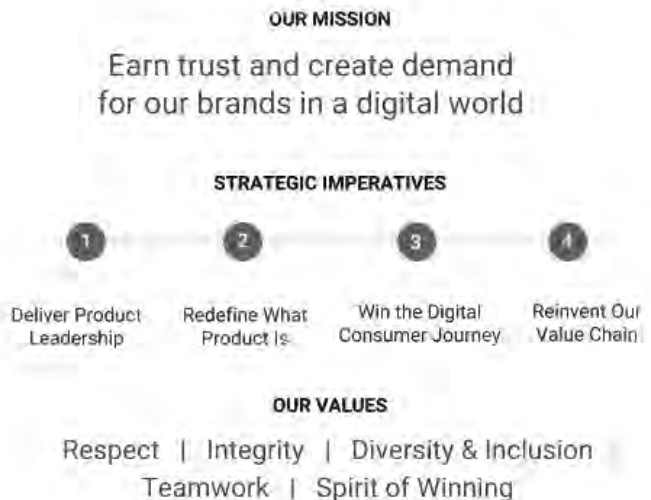 OUR MISSION
Earn trust and create demand
for our brands in a digital world
STRATEGIC IMPERATIVES
1 2 3 4
Deliver Product Redefine What Win the Digital Reinvent Our
Leadership Product Is Consumer Journey Value Chain
OUR VALUES
Respect | Integrity | Diversity & Inclusion
Teamwork | Spirit of Winning